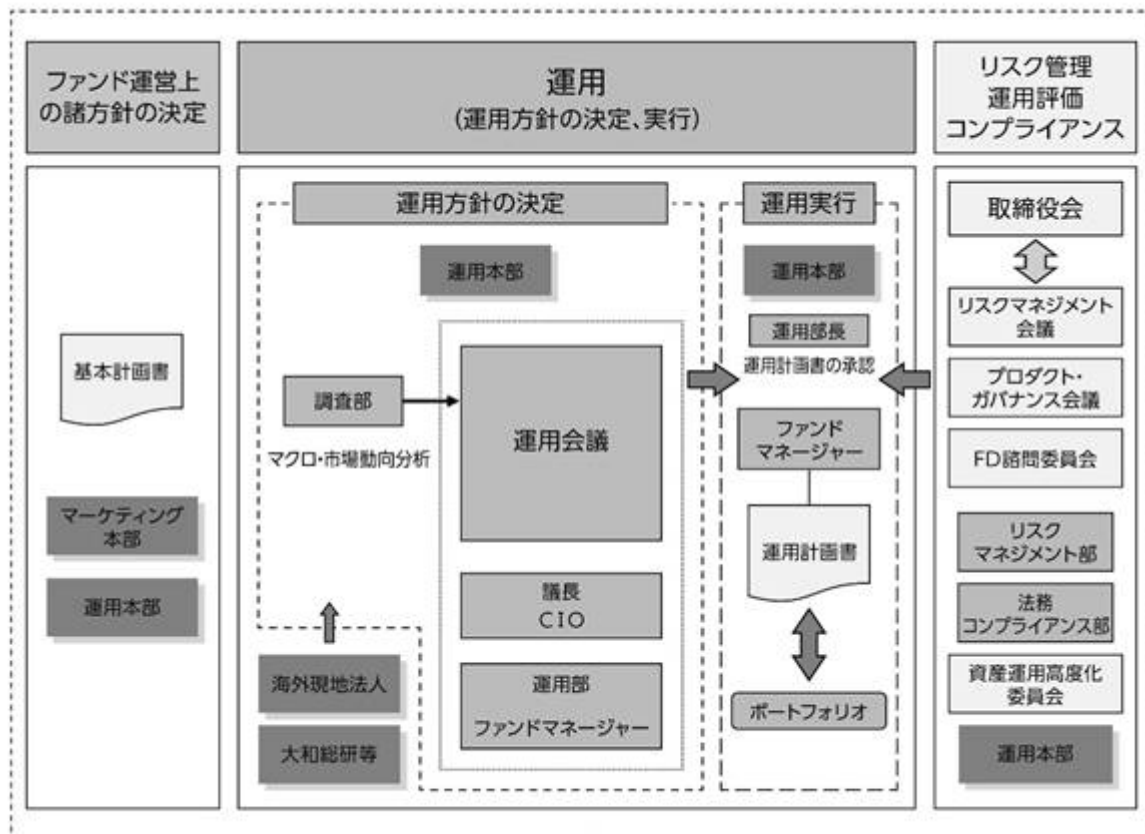 ファンド運営上
の諸方針の決定
運用
(運用方針の決定、実行)
リスク管理
運用評価
コンプライアンス
基本計画書
マーケティング
本部
運用本部
運用方針の決定
運用本部
調査部
マクロ・市場動向分析
運用会議
議長
CIO
運用部
ファンドマネージャー
海外現地法人
大和総研等
運用実行
運用本部
運用部長
運用計画書の承認
ファンド
マネージャー
運用計画書
ポートフォリオ
取締役会
リスクマネジメント
会議
プロダクト・
ガバナンス会議
FD諮問委員会
リスク
マネジメント部
法務
コンプライアンス部
資産運用高度化
委員会
運用本部